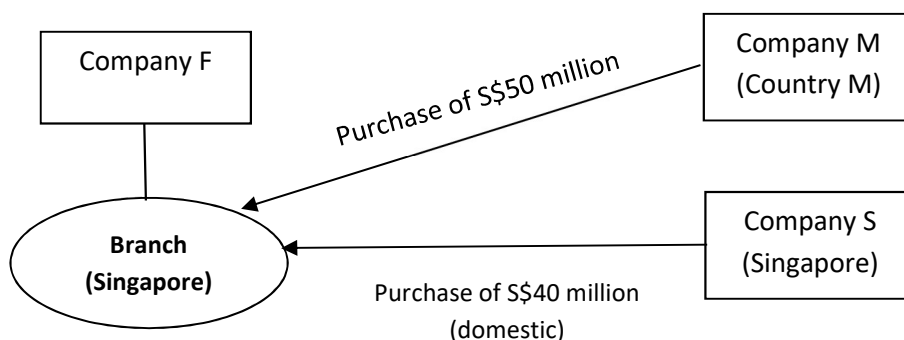 Company F
Company M
(Country M)
Purchase of S$50 million
Branch
(Singapore)
Company S
(Singapore)
Purchase of S$40 million
(domestic)